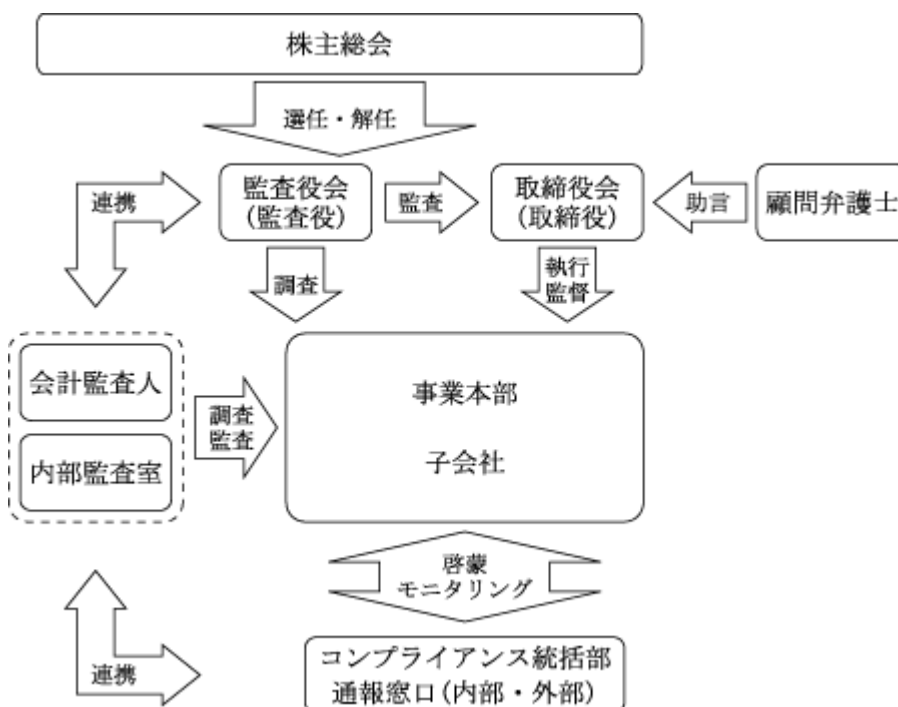 株主総会
選任・解任
連携
監査役会
(監査役)
監査
取締役会
(取締役)
助言
顧問弁護士
調査
執行
監督
会計監査人
内部監査室
調査
監査
事業本部
子会社
啓蒙
モニタリング
連携
コンプライアンス統括部
通報窓口(内部・外部)